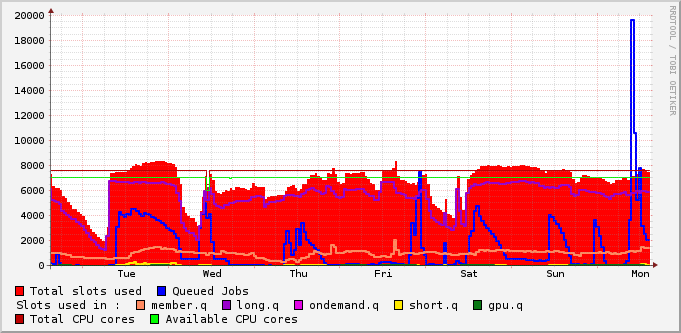 20000
18000
16000
14000
12000
10000
8000
6000
4000
2000
0
Tue Wed Thu Fri Sat Sun Mon
Total slots used Queued Jobs
Slots used in : member.q long.q ondemand.q short.q gpu.q
Total CPU cores Available CPU cores
RRDTOOL / TOBI OETIKER